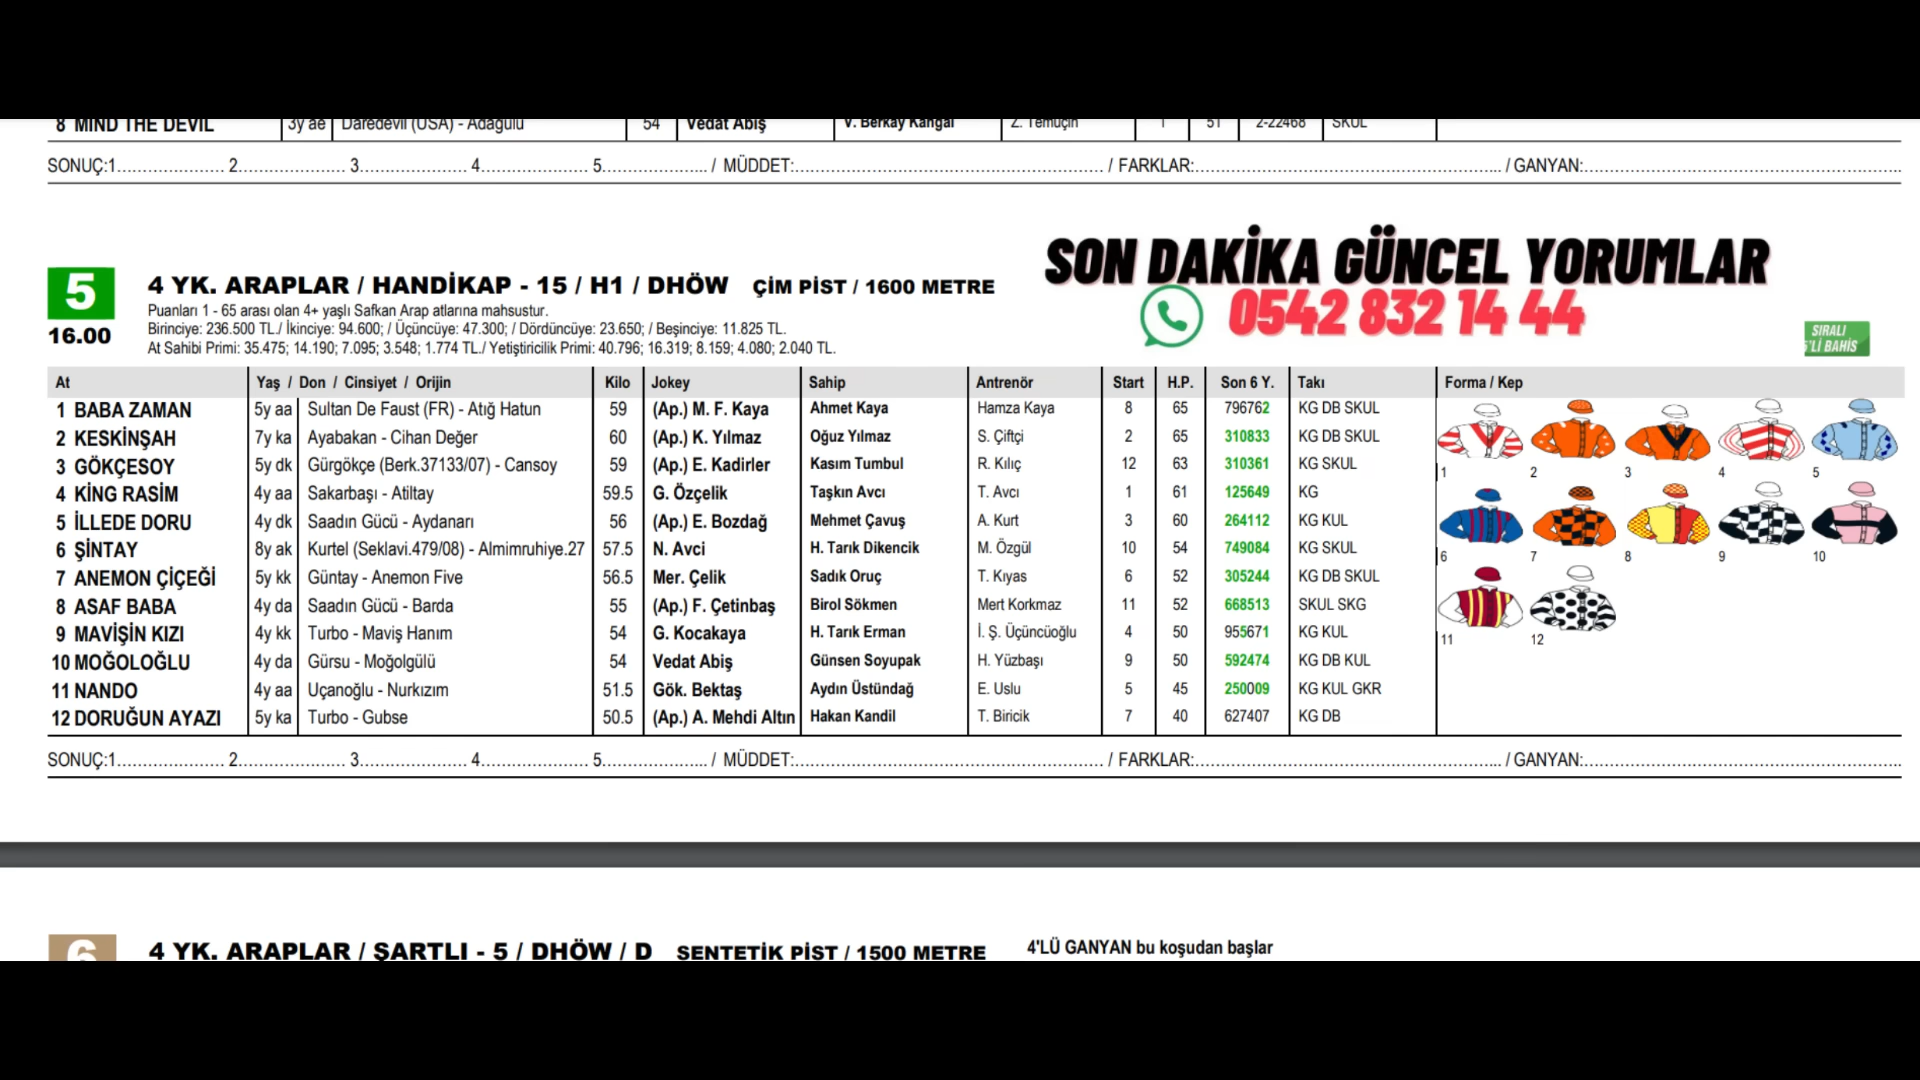 8 MIND THE DEVIL 3y ae Daredevil (USA) - Adagülü 54 Vedat Abiş V. Berkay Kangal Z. Temuçin 1 51 2-22468 SKUL
SONUÇ:1..................... 2..................... 3..................... 4..................... 5..................... / MÜDDET:............................................................ / FARKLAR:............................................................ / GANYAN:............................................................
SON DAKİKA GÜNCEL YORUMLAR
0542 832 14 44
5 4 YK. ARAPLAR / HANDİKAP - 15 / H1 / DHÖW ÇİM PİST / 1600 METRE
16.00
Puanları 1 - 65 arası olan 4+ yaşlı Safkan Arap atlarına mahsustur.
Birinciye: 236.500 TL./ İkinciye: 94.600; / Üçüncüye: 47.300; / Dördüncüye: 23.650; / Beşinciye: 11.825 TL.
At Sahibi Primi: 35.475; 14.190; 7.095; 3.548; 1.774 TL./ Yetiştiricilik Primi: 40.796; 16.319; 8.159; 4.080; 2.040 TL.
SIRALI
5'Lİ BAHİS
At Yaş / Don / Cinsiyet / Orijin Kilo Jokey Sahip Antrenör Start H.P. Son 6 Y. Takı Forma / Kep
1 BABA ZAMAN 5y aa Sultan De Faust (FR) - Atığ Hatun 59 (Ap.) M. F. Kaya Ahmet Kaya Hamza Kaya 8 65 796762 KG DB SKUL
2 KESKİNŞAH 7y ka Ayabakan - Cihan Değer 60 (Ap.) K. Yılmaz Oğuz Yılmaz S. Çiftçi 2 65 310833 KG DB SKUL
3 GÖKÇESOY 5y dk Gürgökçe (Berk.37133/07) - Cansoy 59 (Ap.) E. Kadirler Kasım Tumbul R. Kılıç 12 63 310361 KG SKUL
4 KİNG RASİM 4y aa Sakarbaşı - Atiltay 59.5 G. Özçelik Taşkın Avcı T. Avcı 1 61 125649 KG
5 İLLEDE DORU 4y dk Saadın Gücü - Aydanarı 56 (Ap.) E. Bozdağ Mehmet Çavuş A. Kurt 3 60 264112 KG KUL
6 ŞİNTAY 8y ak Kurtel (Seklavi.479/08) - Almimruhiye.27 57.5 N. Avci H. Tarık Dikencik M. Özgül 10 54 749084 KG SKUL
7 ANEMON ÇİÇEĞİ 5y kk Güntay - Anemon Five 56.5 Mer. Çelik Sadık Oruç T. Kıyas 6 52 305244 KG DB SKUL
8 ASAF BABA 4y da Saadın Gücü - Barda 55 (Ap.) F. Çetinbaş Birol Sökmen Mert Korkmaz 11 52 668513 SKUL SKG
9 MAVİŞİN KIZI 4y kk Turbo - Maviş Hanım 54 G. Kocakaya H. Tarık Erman İ. Ş. Üçüncüoğlu 4 50 955671 KG KUL
10 MOĞOLOĞLU 4y da Gürsu - Moğolgülü 54 Vedat Abiş Günsen Soyupak H. Yüzbaşı 9 50 592474 KG DB KUL
11 NANDO 4y aa Uçanoğlu - Nurkızım 51.5 Gök. Bektaş Aydın Üstündağ E. Uslu 5 45 250009 KG KUL GKR
12 DORUĞUN AYAZI 5y ka Turbo - Gubse 50.5 (Ap.) A. Mehdi Altın Hakan Kandil T. Biricik 7 40 627407 KG DB
1 2 3 4 5
6 7 8 9 10
11 12
SONUÇ:1..................... 2..................... 3..................... 4..................... 5..................... / MÜDDET:............................................................ / FARKLAR:............................................................ / GANYAN:............................................................
6 4 YK. ARAPLAR / ŞARTLI - 5 / DHÖW / D SENTETİK PİST / 1500 METRE 4'LÜ GANYAN bu koşudan başlar